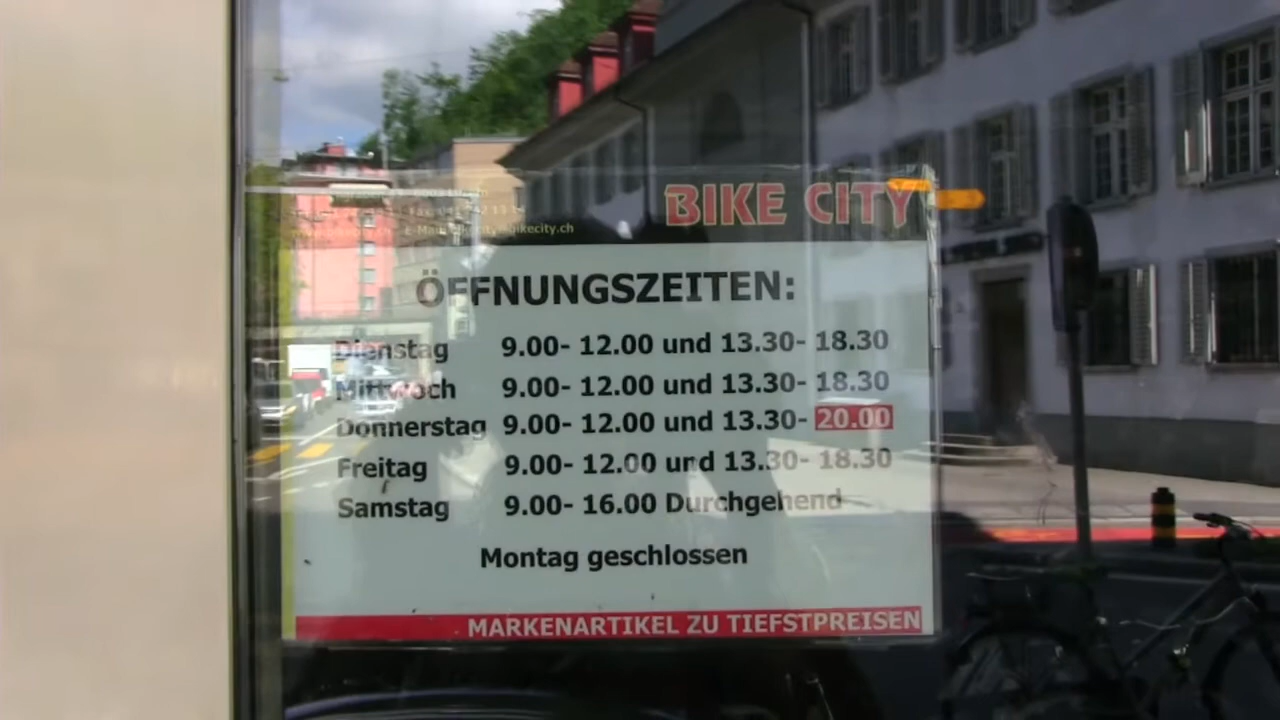 BIKE CITY
ÖFFNUNGSZEITEN:
Dienstag 9.00- 12.00 und 13.30- 18.30
Mittwoch 9.00- 12.00 und 13.30- 18.30
Donnerstag 9.00- 12.00 und 13.30- 20.00
Freitag 9.00- 12.00 und 13.30- 18.30
Samstag 9.00- 16.00 Durchgehend
Montag geschlossen
MARKENARTIKEL ZU TIEFSTPREISEN